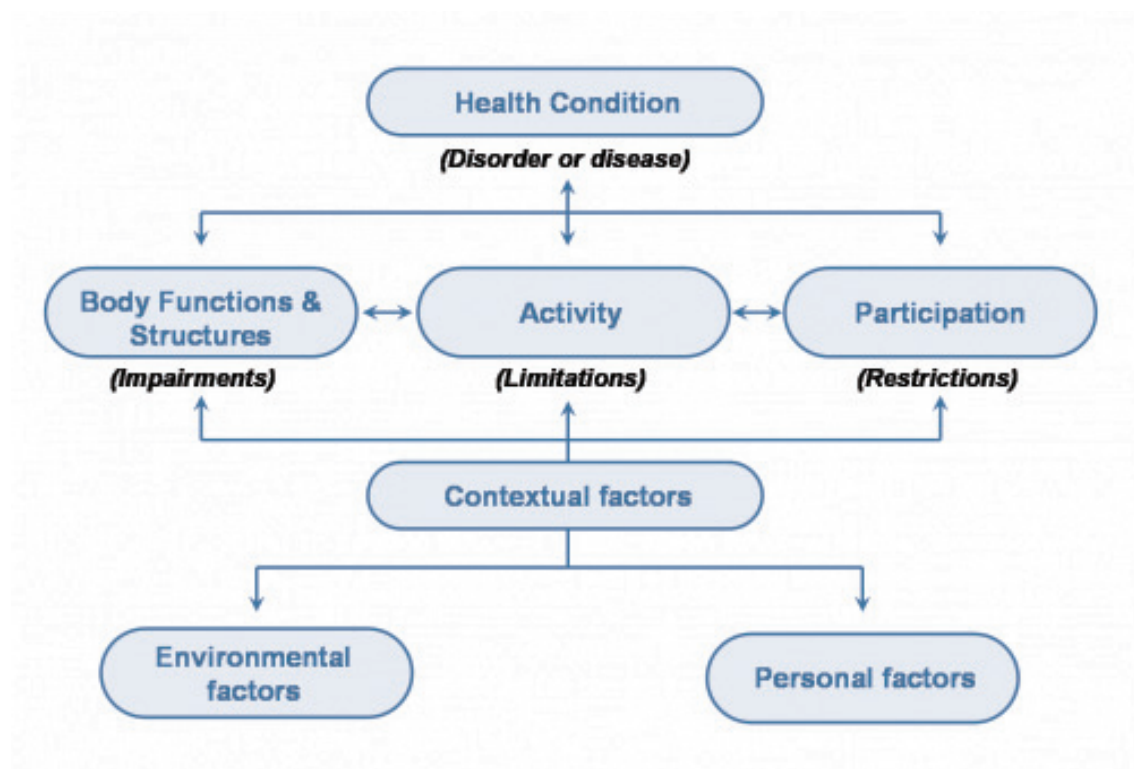 Health Condition
(Disorder or disease)
Body Functions &
Structures
Activity
Participation
(Impairments)
(Limitations)
(Restrictions)
Contextual factors
Environmental
factors
Personal factors